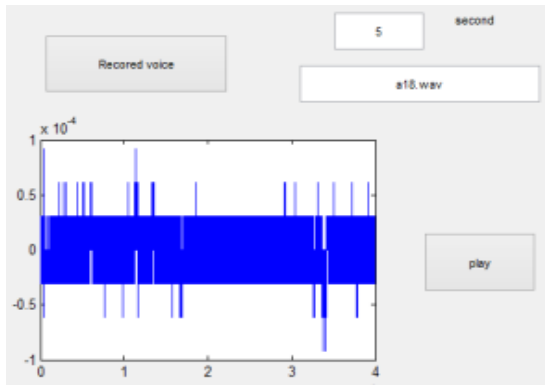 5 second
Recored voice
a18.wav
x 10-4
1
0.5
0
-0.5
-1
0 1 2 3 4
play